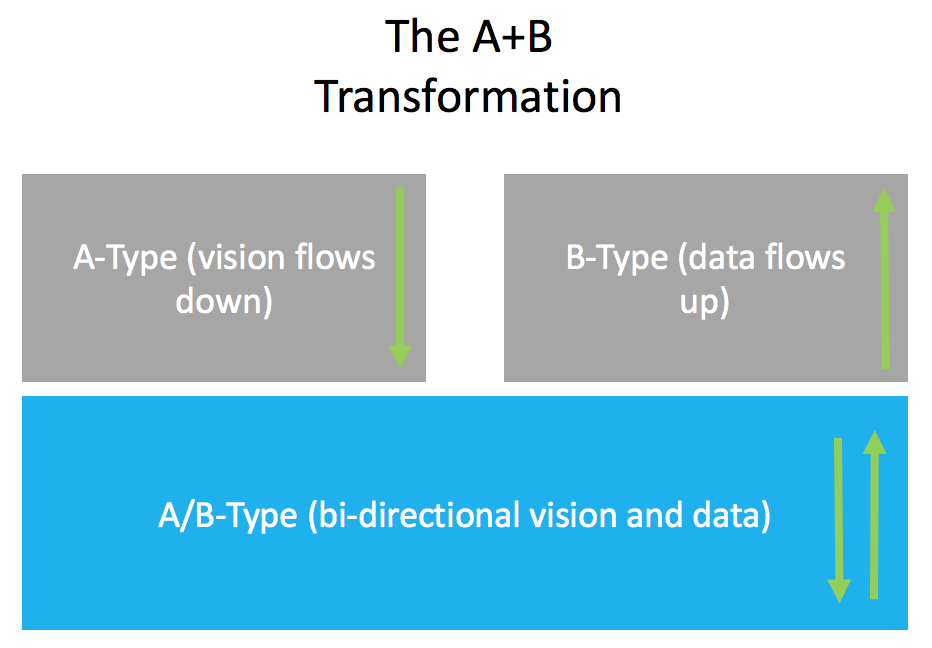 The A+B
Transformation
A-Type (vision flows
down)
B-Type (data flows
up)
A/B-Type (bi-directional vision and data)